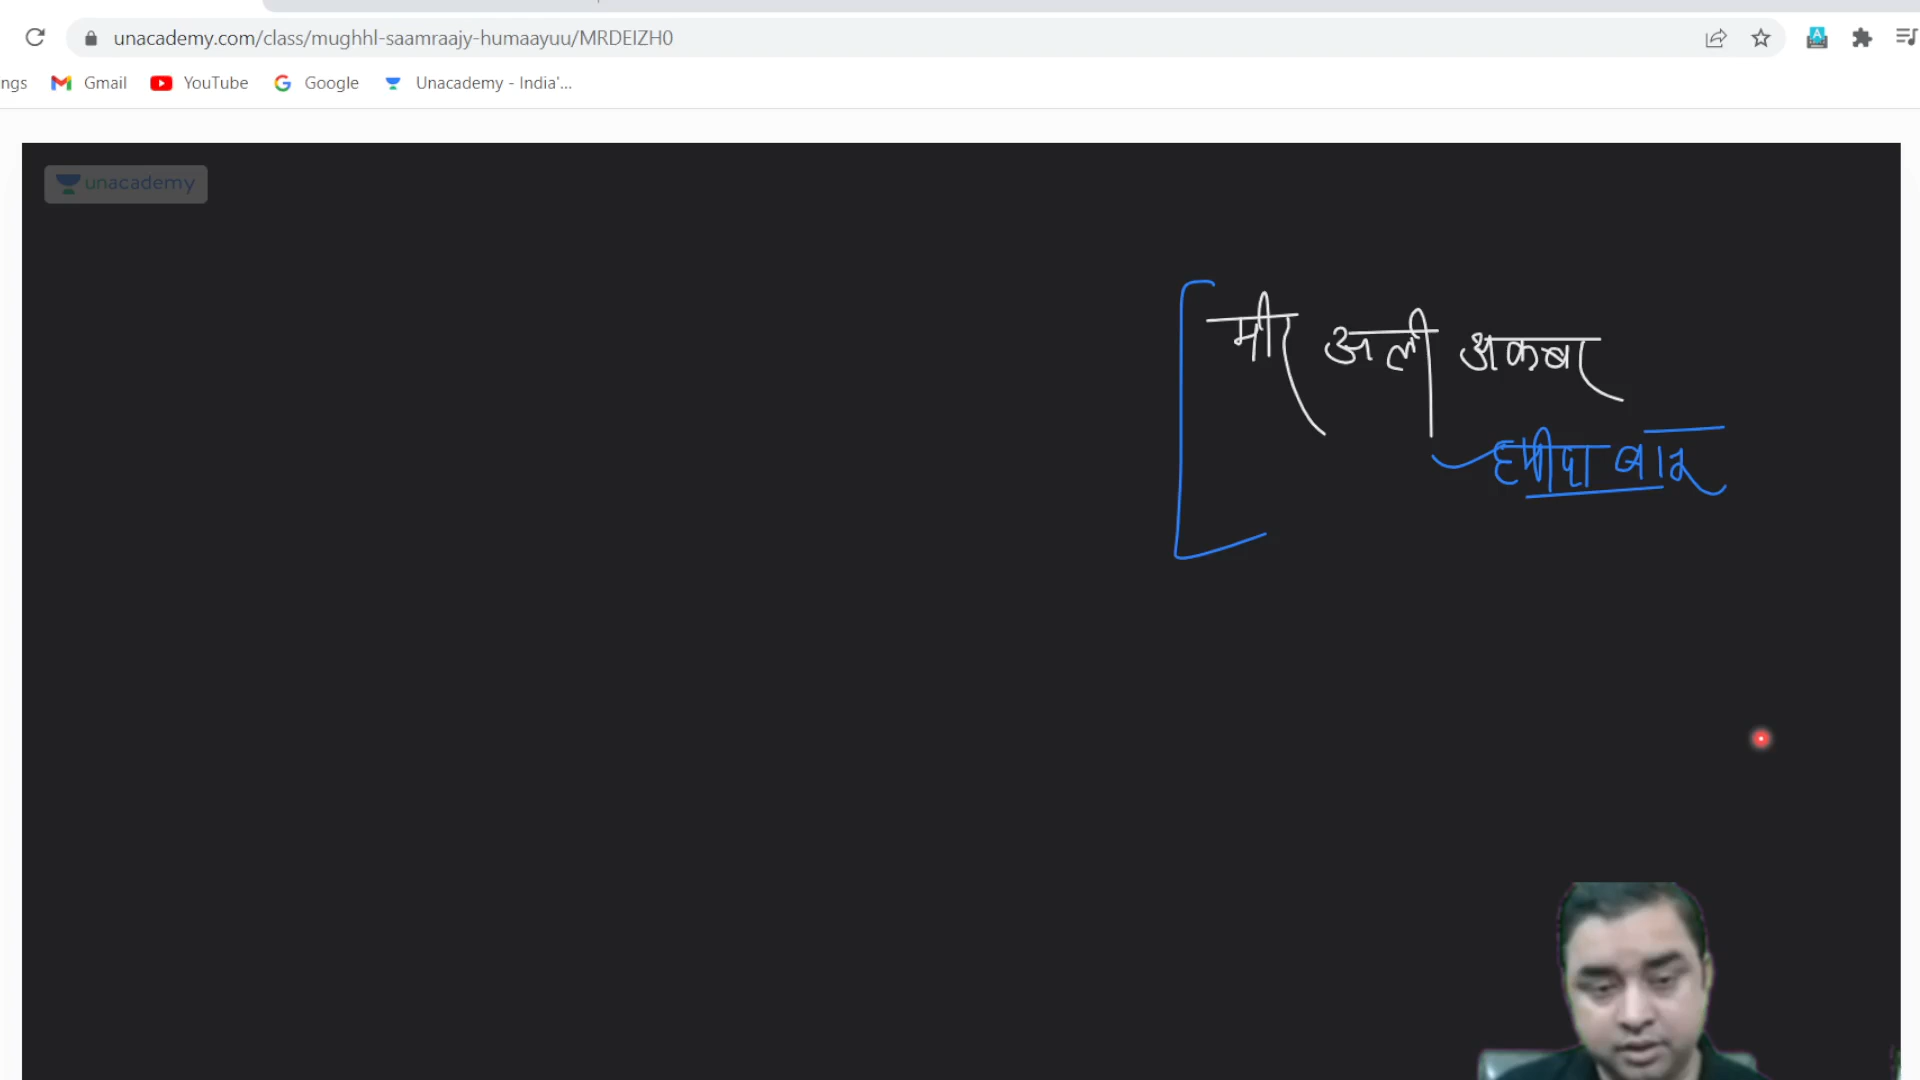 unacademy.com/class/mughhl-saamraajy-humaayuu/MRDEIZH0
ngs Gmail YouTube Google Unacademy - India'...
unacademy
मीर अली अकबर
हमीदा बानू